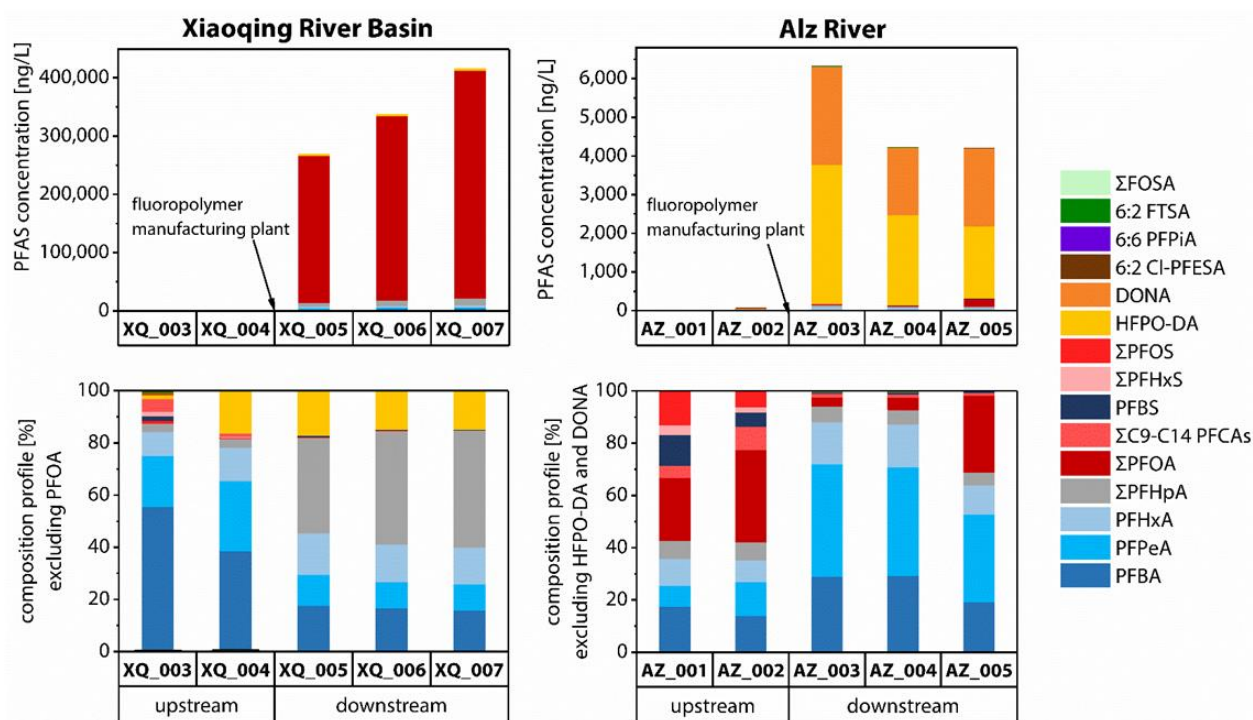 Xiaoqing River Basin
Alz River
PFAS concentration [ng/L]
400,000
300,000
200,000
100,000
0
fluoropolymer
manufacturing plant
XQ_003 XQ_004 XQ_005 XQ_006 XQ_007
PFAS concentration [ng/L]
6,000
5,000
4,000
3,000
2,000
1,000
0
fluoropolymer
manufacturing plant
AZ_001 AZ_002 AZ_003 AZ_004 AZ_005
composition profile [%]
excluding PFOA
100
80
60
40
20
0
XQ_003 XQ_004 XQ_005 XQ_006 XQ_007
upstream downstream
composition profile [%]
excluding HFPO-DA and DONA
100
80
60
40
20
0
AZ_001 AZ_002 AZ_003 AZ_004 AZ_005
upstream downstream
ΣFOSA
6:2 FTSA
6:6 PFPiA
6:2 Cl-PFESA
DONA
HFPO-DA
ΣPFOS
ΣPFHxS
PFBS
ΣC9-C14 PFCAs
ΣPFOA
ΣPFHpA
PFHxA
PFPeA
PFBA